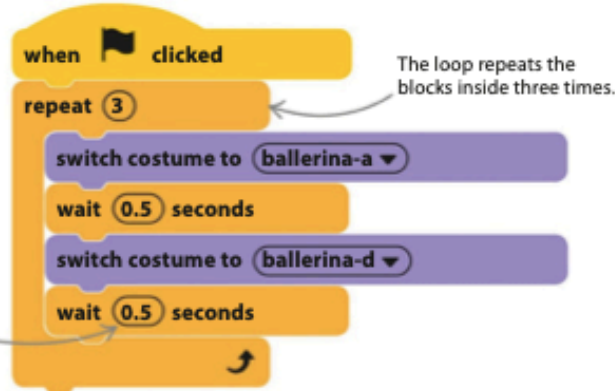 when clicked
The loop repeats the
blocks inside three times.
repeat 3
switch costume to ballerina-a
wait 0.5 seconds
switch costume to ballerina-d
wait 0.5 seconds